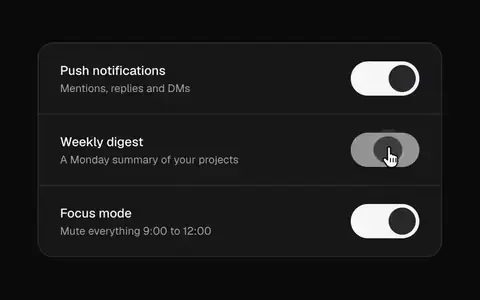 Push notifications
Mentions, replies and DMs
Weekly digest
A Monday summary of your projects
Focus mode
Mute everything 9:00 to 12:00